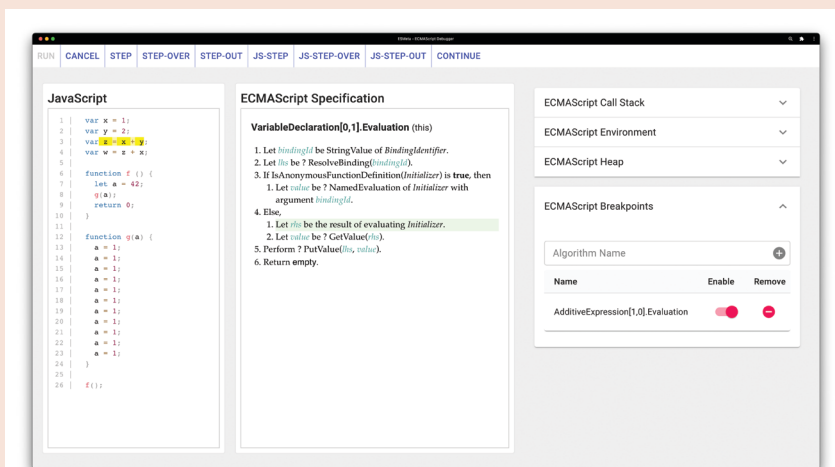 ESMeta - ECMAScript Debugger
RUN CANCEL STEP STEP-OVER STEP-OUT JS-STEP JS-STEP-OVER JS-STEP-OUT CONTINUE
JavaScript
1 | var x = 1;
2 | var y = 2;
3 | var z = x + y;
4 | var w = z + x;
5 |
6 | function f () {
7 | let a = 42;
8 | g(a);
9 | return 0;
10 | }
11 |
12 | function g(a) {
13 | a = 1;
14 | a = 1;
15 | a = 1;
16 | a = 1;
17 | a = 1;
18 | a = 1;
19 | a = 1;
20 | a = 1;
21 | a = 1;
22 | a = 1;
23 | a = 1;
24 | }
25 |
26 | f();
ECMAScript Specification
VariableDeclaration[0,1].Evaluation (this)
1. Let bindingId be StringValue of BindingIdentifier.
2. Let lhs be ? ResolveBinding(bindingId).
3. If IsAnonymousFunctionDefinition(Initializer) is true, then
1. Let value be ? NamedEvaluation of Initializer with
argument bindingId.
4. Else,
1. Let rhs be the result of evaluating Initializer.
2. Let value be ? GetValue(rhs).
5. Perform ? PutValue(lhs, value).
6. Return empty.
ECMAScript Call Stack
ECMAScript Environment
ECMAScript Heap
ECMAScript Breakpoints
Algorithm Name
Name Enable Remove
AdditiveExpression[1,0].Evaluation